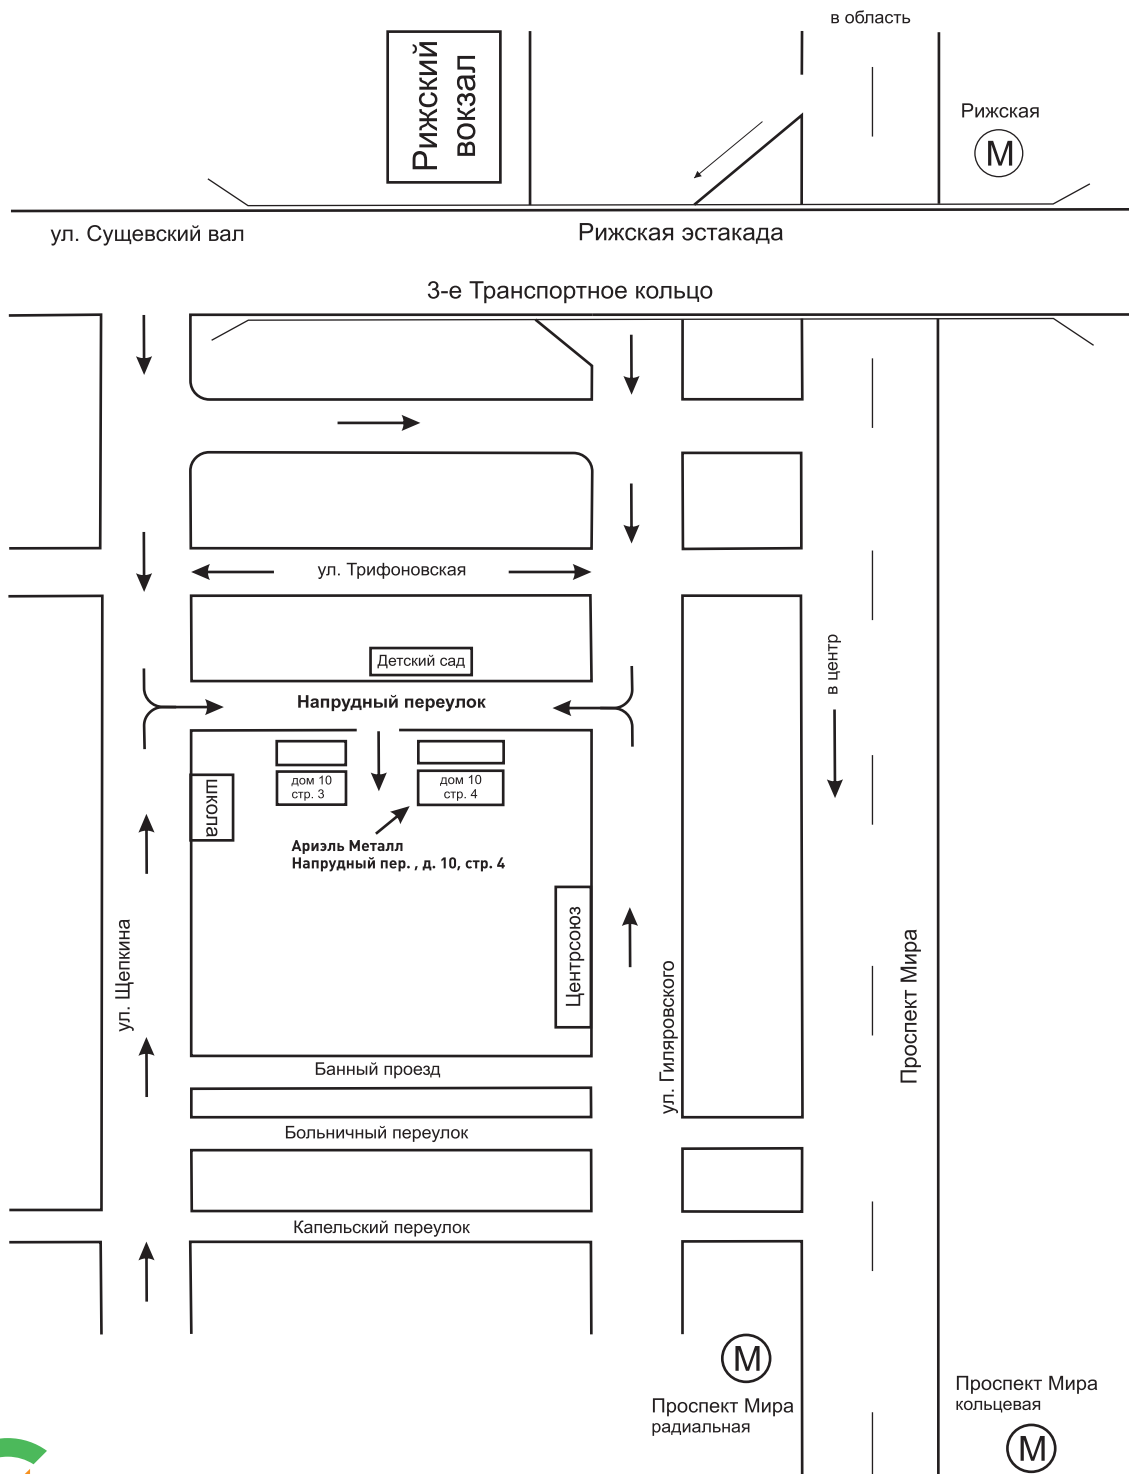 в область
Рижский
вокзал
Рижская
М
ул. Сущевский вал
Рижская эстакада
3-е Транспортное кольцо
ул. Трифоновская
Детский сад
в центр
Напрудный переулок
школа
дом 10
стр. 3
дом 10
стр. 4
Ариэль Металл
Напрудный пер. , д. 10, стр. 4
Центрсоюз
ул. Щепкина
ул. Гиляровского
Проспект Мира
Банный проезд
Больничный переулок
Капельский переулок
М
Проспект Мира
радиальная
Проспект Мира
кольцевая
М